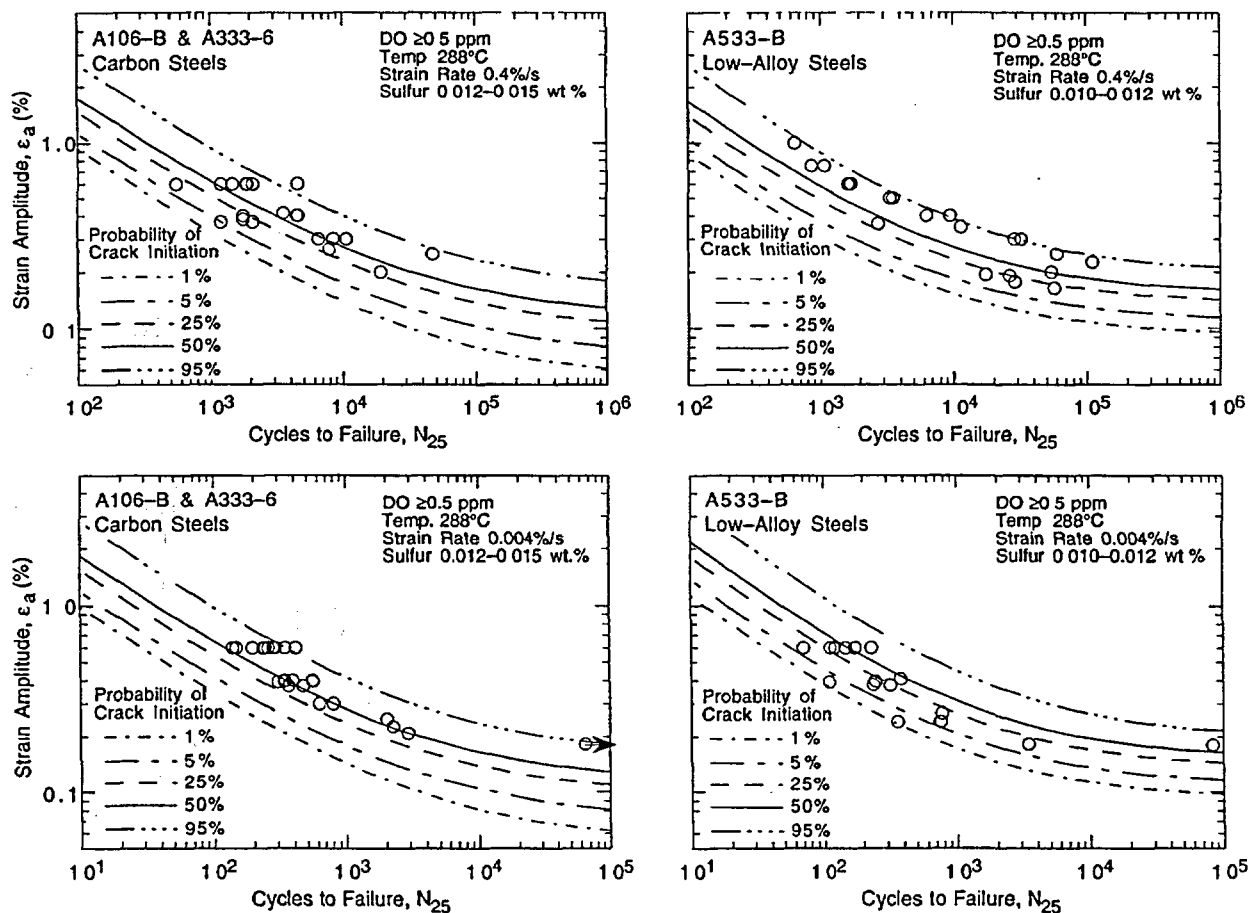 A106–B & A333–6
Carbon Steels
DO ≥0 5 ppm
Temp 288°C
Strain Rate 0.4%/s
Sulfur 0 012–0 015 wt %
Strain Amplitude, εa (%)
1.0
0 1
Probability of
Crack Initiation
1 %
5 %
25%
50%
95%
10² 10³ 10⁴ 10⁵ 10⁶
Cycles to Failure, N25
A533–B
Low–Alloy Steels
DO ≥0.5 ppm
Temp. 288°C
Strain Rate 0.4%/s
Sulfur 0.010–0 012 wt %
Probability of
Crack Initiation
1 %
5 %
25%
50%
95%
10² 10³ 10⁴ 10⁵ 10⁶
Cycles to Failure, N25
A106–B & A333–6
Carbon Steels
DO ≥0.5 ppm
Temp. 288°C
Strain Rate 0.004%/s
Sulfur 0.012–0 015 wt.%
Strain Amplitude, εa (%)
1 0
0.1
Probability of
Crack Initiation
1 %
5%
25%
50%
95%
10¹ 10² 10³ 10⁴ 10⁵
Cycles to Failure, N25
A533–B
Low–Alloy Steels
DO ≥0 5 ppm
Temp 288°C
Strain Rate 0.004%/s
Sulfur 0 010–0.012 wt %
Probability of
Crack Initiation
1 %
5%
25%
50%
95%
10¹ 10² 10³ 10⁴ 10⁵
Cycles to Failure, N25